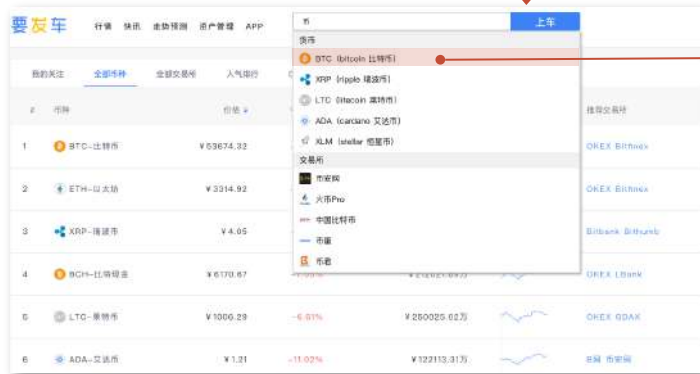 要发车 行情 快讯 走势预测 资产管理 APP 币 上车
货币
BTC (bitcoin 比特币)
XRP (ripple 瑞波币)
LTC (litecoin 莱特币)
ADA (cardano 艾达币)
XLM (stellar 恒星币)
交易所
币安网
火币Pro
中国比特币
币蛋
币君
我的关注 全部币种 全部交易所 人气排行
# 币种 价格 推荐交易所
1 BTC-比特币 ¥53674.33 OKEX Bitfinex
2 ETH-以太坊 ¥3314.92 OKEX Bitfinex
3 XRP-瑞波币 ¥4.05 Bitbank Bithumb
4 BCH-比特现金 ¥6170.67 OKEX LBank
5 LTC-莱特币 ¥1006.29 -6.61% ¥250025.62万 OKEX GDAX
6 ADA-艾达币 ¥1.21 -11.02% ¥122113.31万 币安网